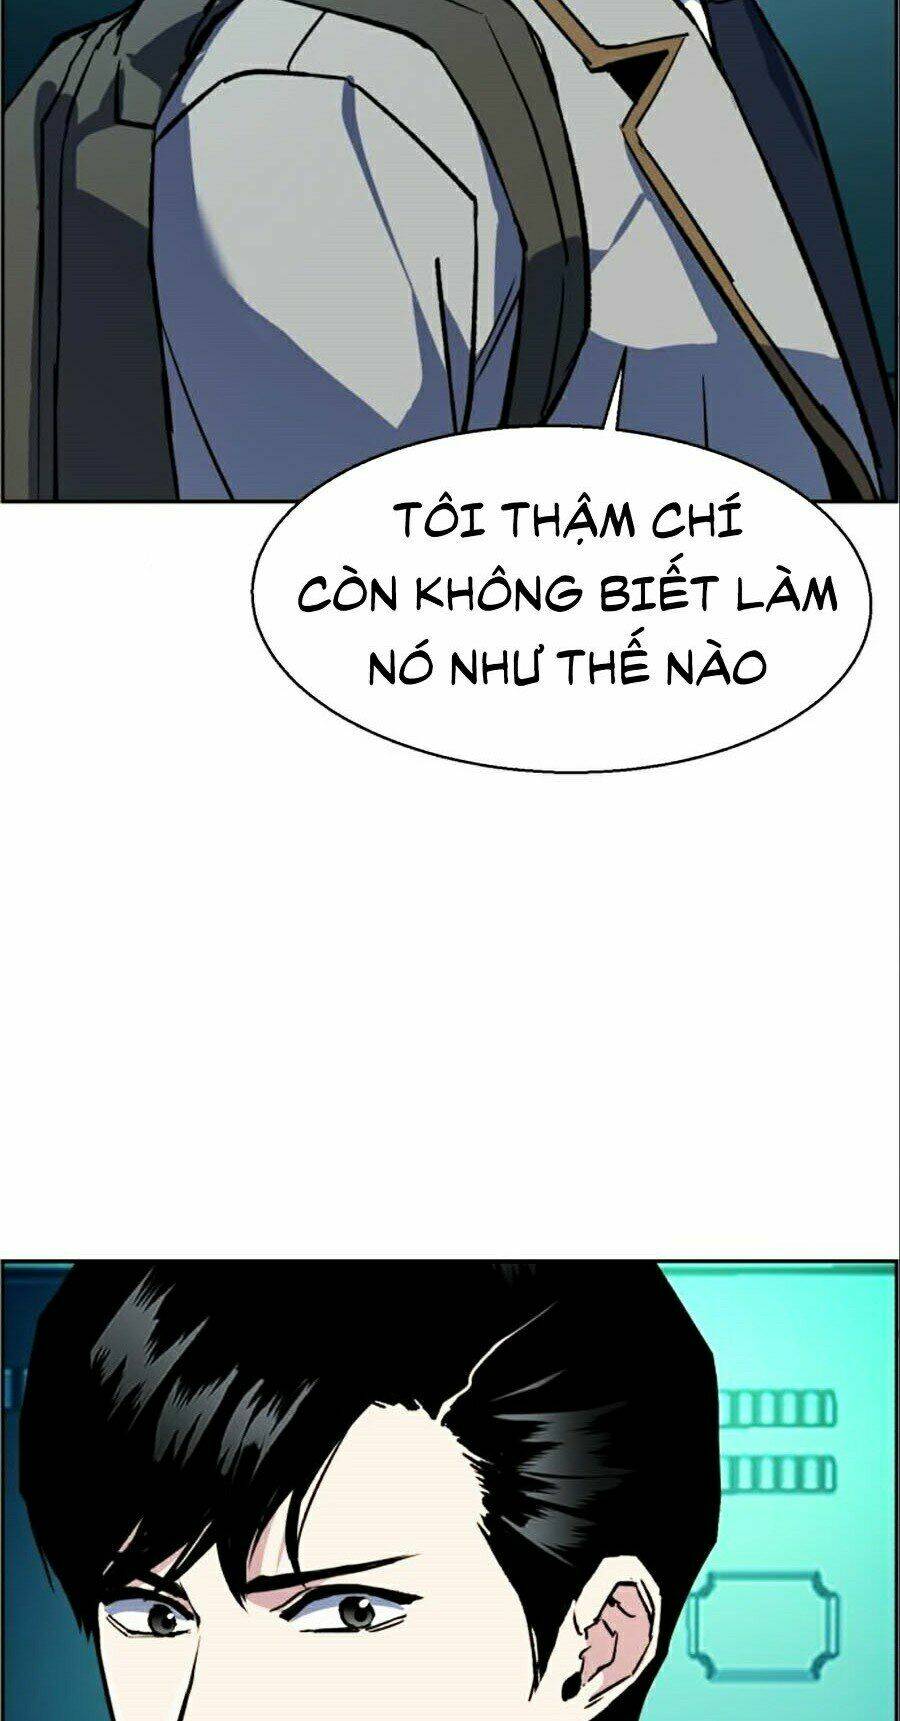 TÔI THẬM CHÍ
CÒN KHÔNG BIẾT LÀM
NÓ NHƯ THẾ NÀO